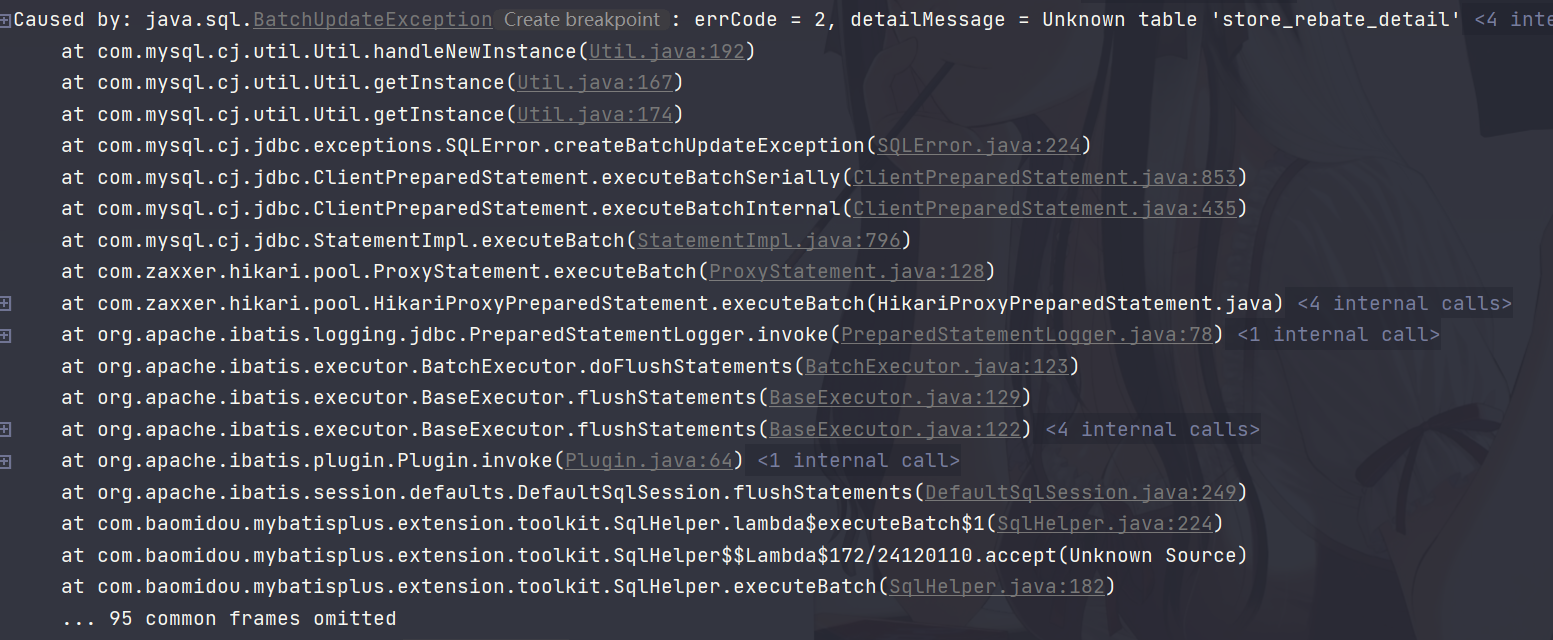 Caused by: java.sql.BatchUpdateException Create breakpoint : errCode = 2, detailMessage = Unknown table 'store_rebate_detail' <4 inte
at com.mysql.cj.util.Util.handleNewInstance(Util.java:192)
at com.mysql.cj.util.Util.getInstance(Util.java:167)
at com.mysql.cj.util.Util.getInstance(Util.java:174)
at com.mysql.cj.jdbc.exceptions.SQLError.createBatchUpdateException(SQLError.java:224)
at com.mysql.cj.jdbc.ClientPreparedStatement.executeBatchSerially(ClientPreparedStatement.java:853)
at com.mysql.cj.jdbc.ClientPreparedStatement.executeBatchInternal(ClientPreparedStatement.java:435)
at com.mysql.cj.jdbc.StatementImpl.executeBatch(StatementImpl.java:796)
at com.zaxxer.hikari.pool.ProxyStatement.executeBatch(ProxyStatement.java:128)
at com.zaxxer.hikari.pool.HikariProxyPreparedStatement.executeBatch(HikariProxyPreparedStatement.java) <4 internal calls>
at org.apache.ibatis.logging.jdbc.PreparedStatementLogger.invoke(PreparedStatementLogger.java:78) <1 internal call>
at org.apache.ibatis.executor.BatchExecutor.doFlushStatements(BatchExecutor.java:123)
at org.apache.ibatis.executor.BaseExecutor.flushStatements(BaseExecutor.java:129)
at org.apache.ibatis.executor.BaseExecutor.flushStatements(BaseExecutor.java:122) <4 internal calls>
at org.apache.ibatis.plugin.Plugin.invoke(Plugin.java:64) <1 internal call>
at org.apache.ibatis.session.defaults.DefaultSqlSession.flushStatements(DefaultSqlSession.java:249)
at com.baomidou.mybatisplus.extension.toolkit.SqlHelper.lambda$executeBatch$1(SqlHelper.java:224)
at com.baomidou.mybatisplus.extension.toolkit.SqlHelper$$Lambda$172/24120110.accept(Unknown Source)
at com.baomidou.mybatisplus.extension.toolkit.SqlHelper.executeBatch(SqlHelper.java:182)
... 95 common frames omitted